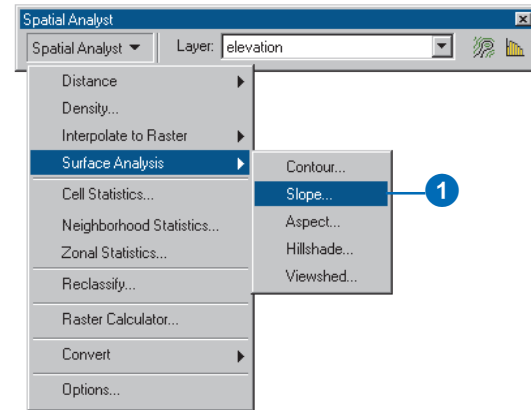 Spatial Analyst
Spatial Analyst Layer: elevation
Distance
Density...
Interpolate to Raster
Surface Analysis
Cell Statistics...
Neighborhood Statistics...
Zonal Statistics...
Reclassify...
Raster Calculator...
Convert
Options...
Contour...
Slope... 1
Aspect...
Hillshade...
Viewshed...